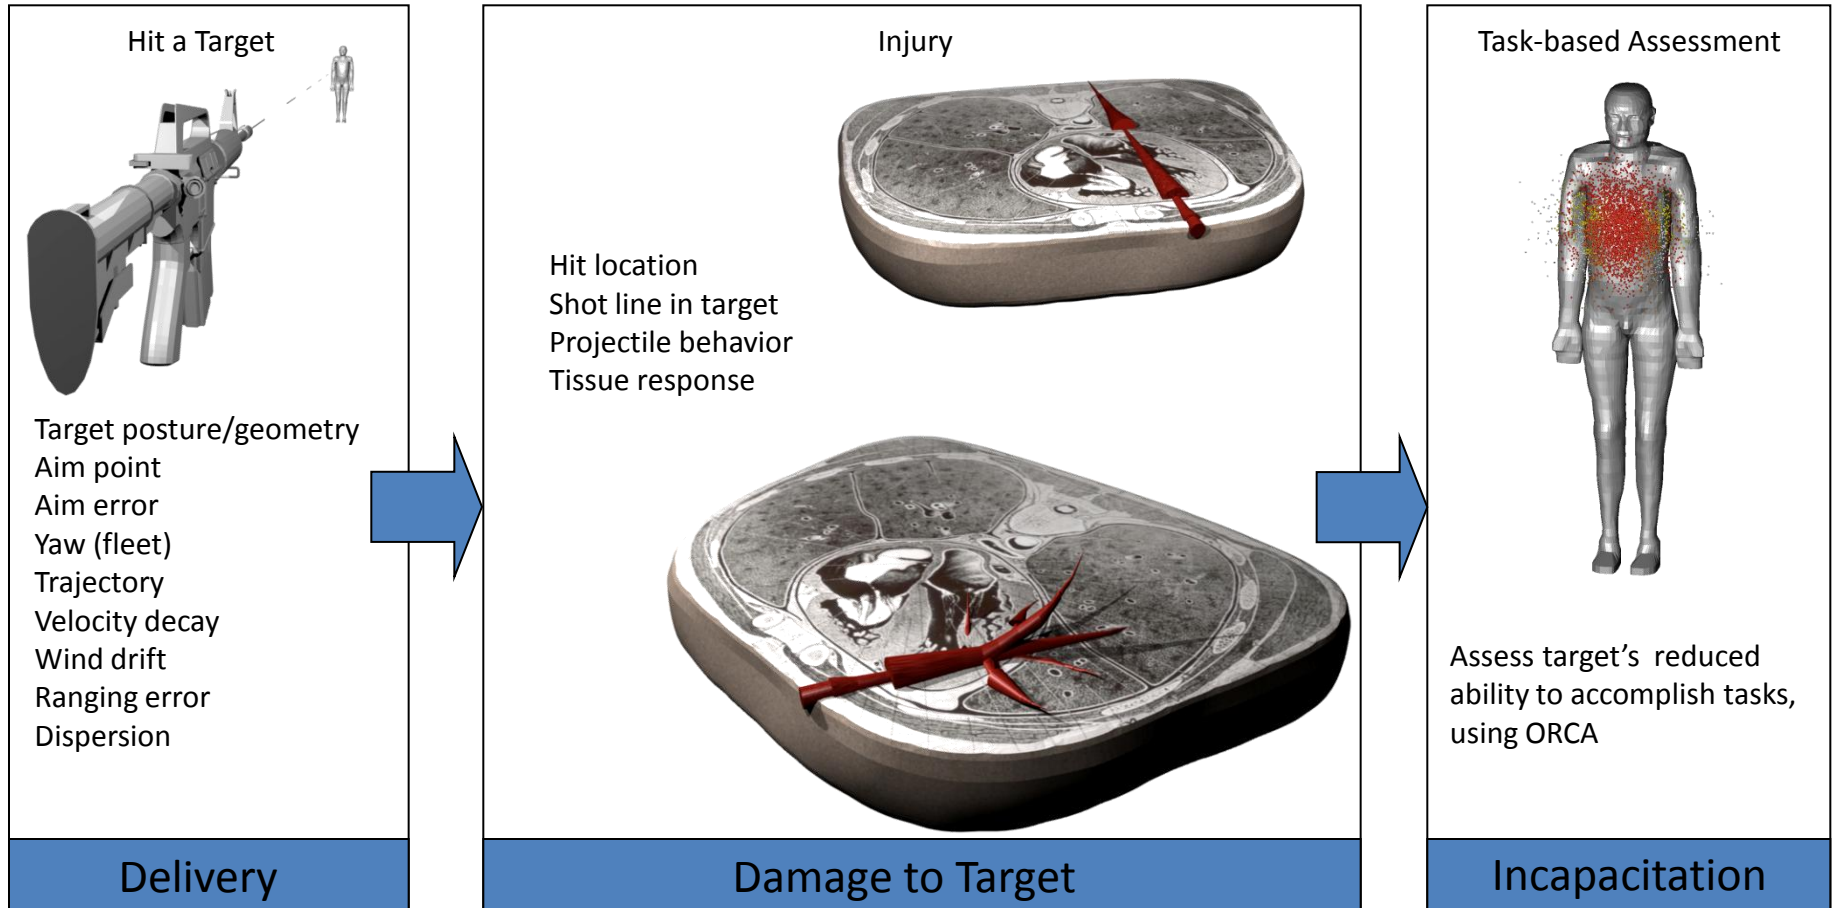 Hit a Target
Target posture/geometry
Aim point
Aim error
Yaw (fleet)
Trajectory
Velocity decay
Wind drift
Ranging error
Dispersion
Delivery
Injury
Hit location
Shot line in target
Projectile behavior
Tissue response
Damage to Target
Task-based Assessment
Assess target’s reduced
ability to accomplish tasks,
using ORCA
Incapacitation